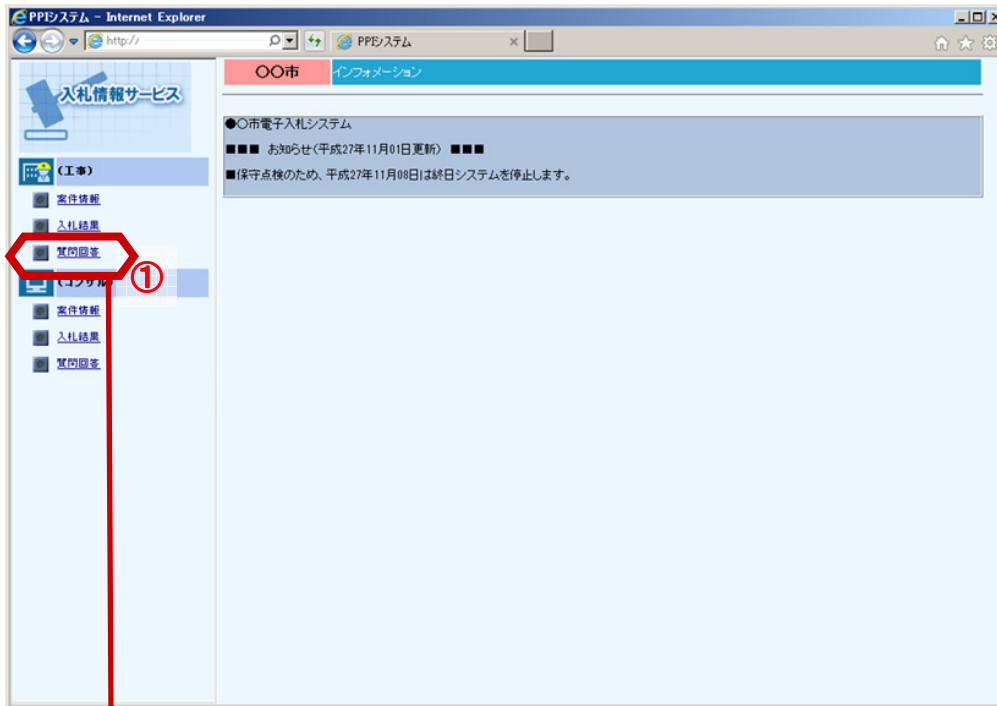 PPIシステム - Internet Explorer
http://
PPIシステム
入札情報サービス
(工事)
案件情報
入札結果
質問回答
①
(コンサル)
案件情報
入札結果
質問回答
〇〇市
インフォメーション
●〇市電子入札システム
■■■ お知らせ(平成27年11月01日更新) ■■■
■保守点検のため、平成27年11月08日は終日システムを停止します。